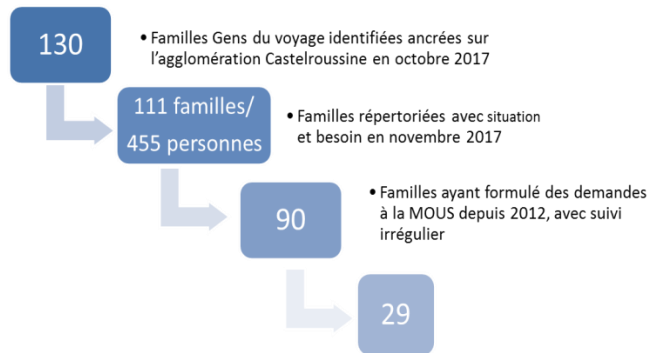 130
• Familles Gens du voyage identifiées ancrées sur
l'agglomération Castelroussine en octobre 2017
111 familles/
455 personnes
• Familles répertoriées avec situation
et besoin en novembre 2017
90
• Familles ayant formulé des demandes
à la MOUS depuis 2012, avec suivi
irrégulier
29